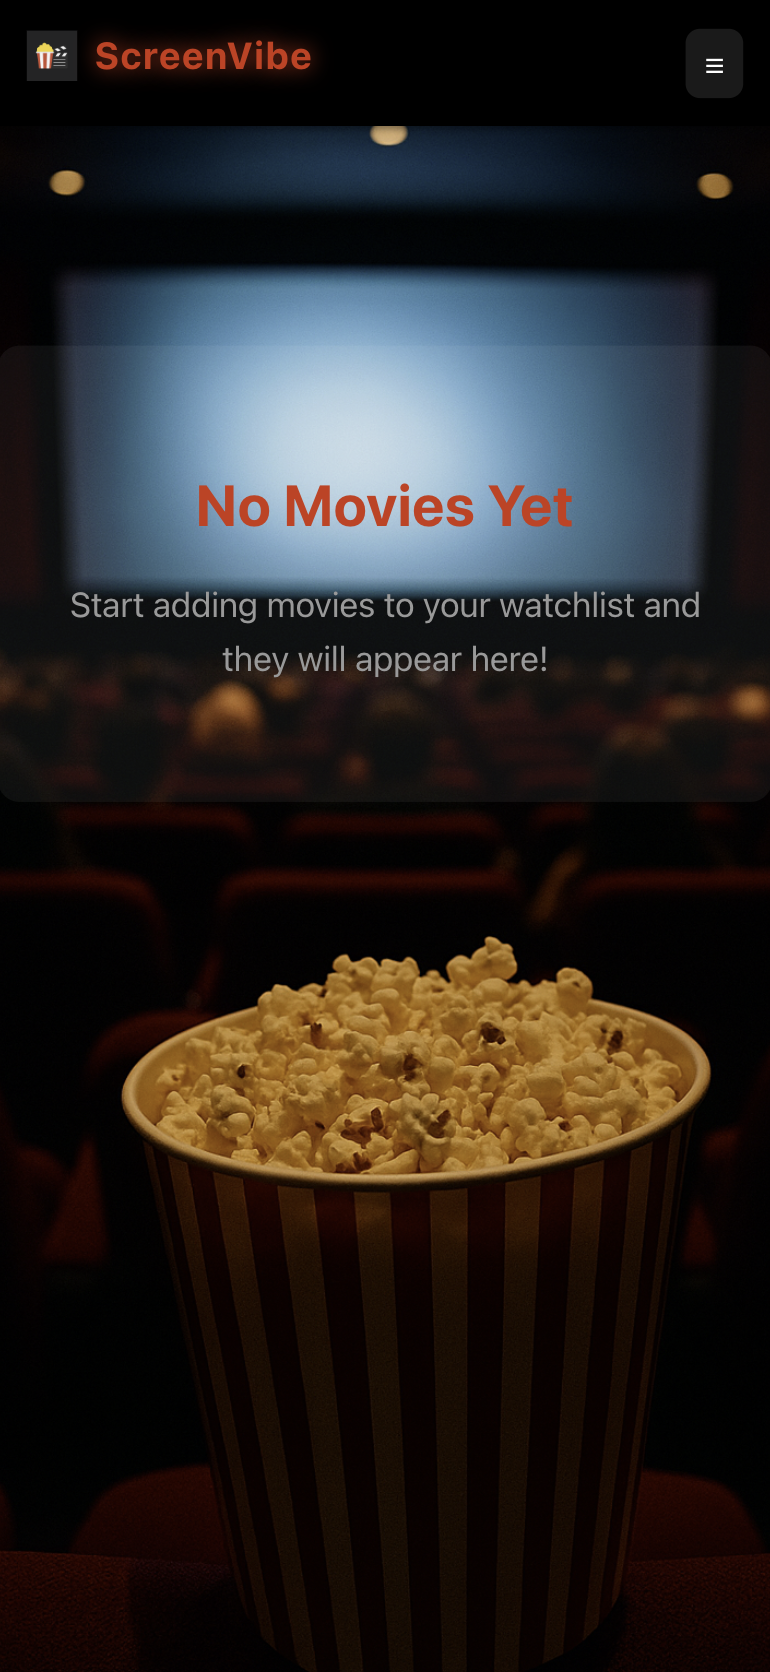 ScreenVibe
No Movies Yet
Start adding movies to your watchlist and
they will appear here!